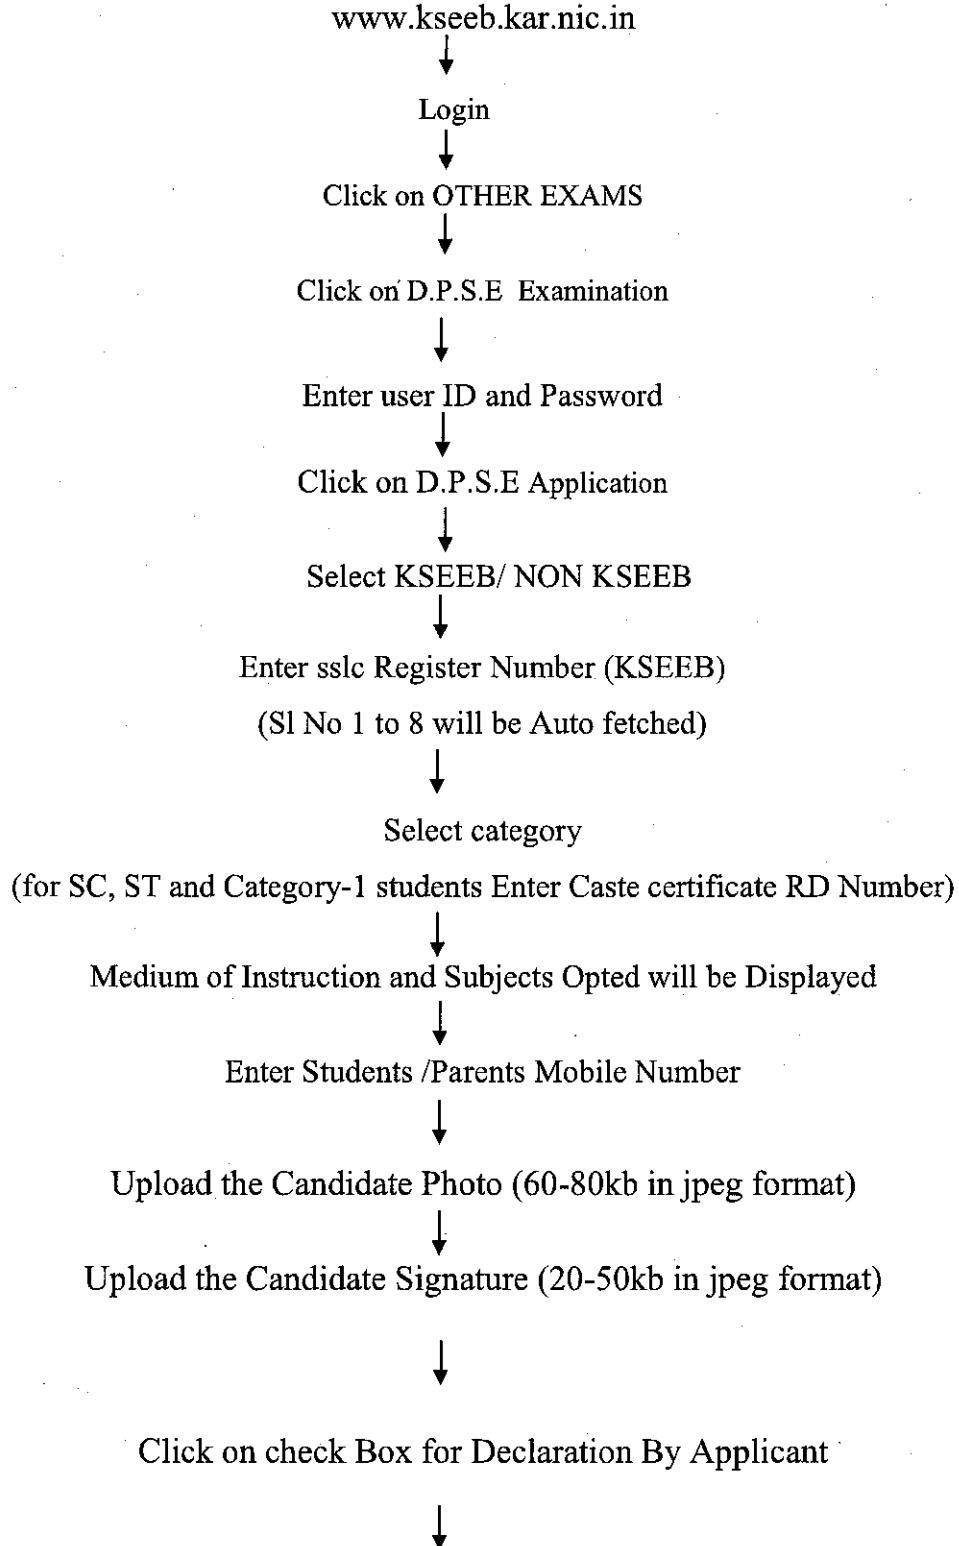 www.kseeb.kar.nic.in
Login
Click on OTHER EXAMS
Click on D.P.S.E Examination
Enter user ID and Password
Click on D.P.S.E Application
Select KSEEB/ NON KSEEB
Enter sslc Register Number (KSEEB)
(Sl No 1 to 8 will be Auto fetched)
Select category
(for SC, ST and Category-1 students Enter Caste certificate RD Number)
Medium of Instruction and Subjects Opted will be Displayed
Enter Students /Parents Mobile Number
Upload the Candidate Photo (60-80kb in jpeg format)
Upload the Candidate Signature (20-50kb in jpeg format)
Click on check Box for Declaration By Applicant